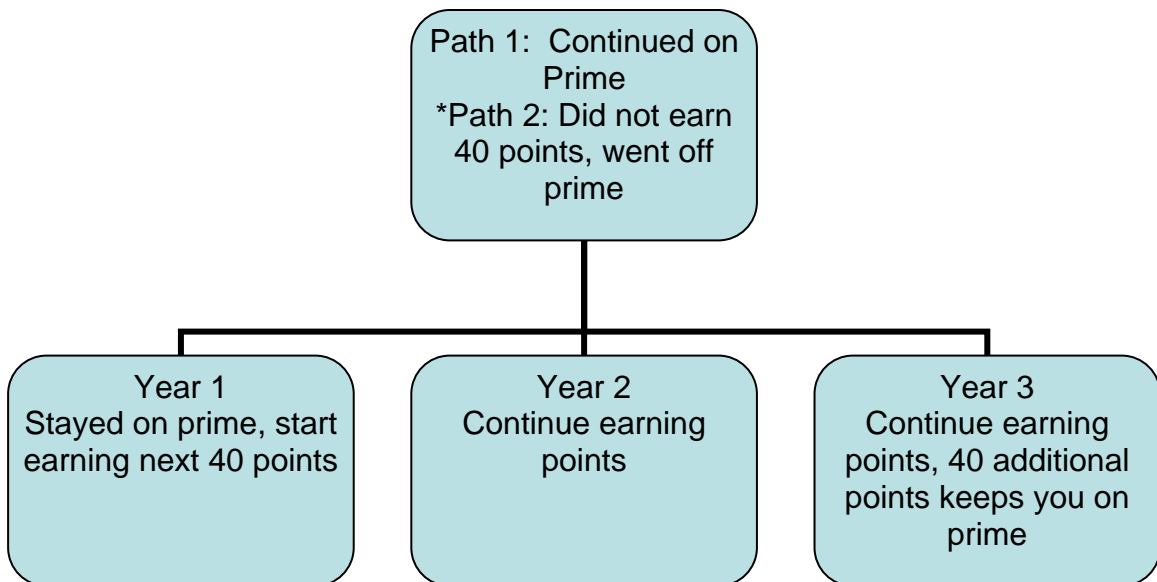 Path 1:  Continued on
Prime
*Path 2: Did not earn
40 points, went off
prime
Year 1
Stayed on prime, start
earning next 40 points
Year 2
Continue earning
points
Year 3
Continue earning
points, 40 additional
points keeps you on
prime